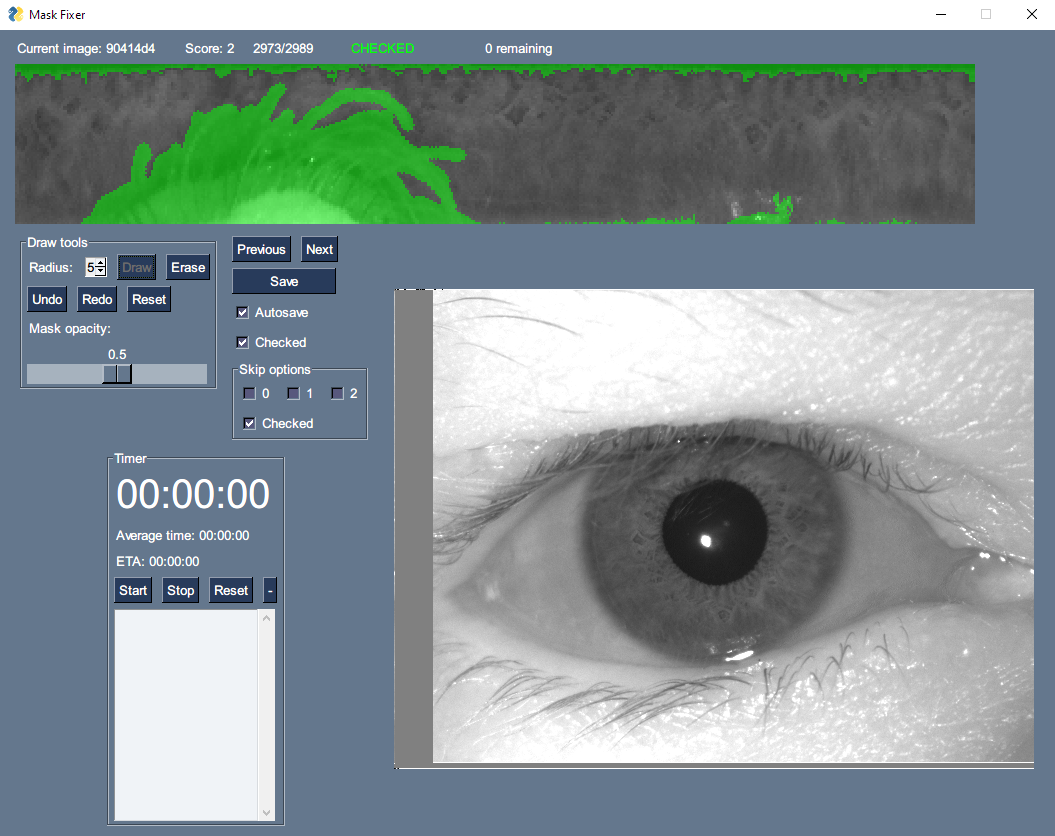 Mask Fixer
Current image: 90414d4 Score: 2 2973/2989 CHECKED 0 remaining
Draw tools
Radius: 5 Draw Erase
Undo Redo Reset
Mask opacity:
0.5
Previous Next
Save
Autosave
Checked
Skip options
0 1 2
Checked
Timer
00:00:00
Average time: 00:00:00
ETA: 00:00:00
Start Stop Reset -